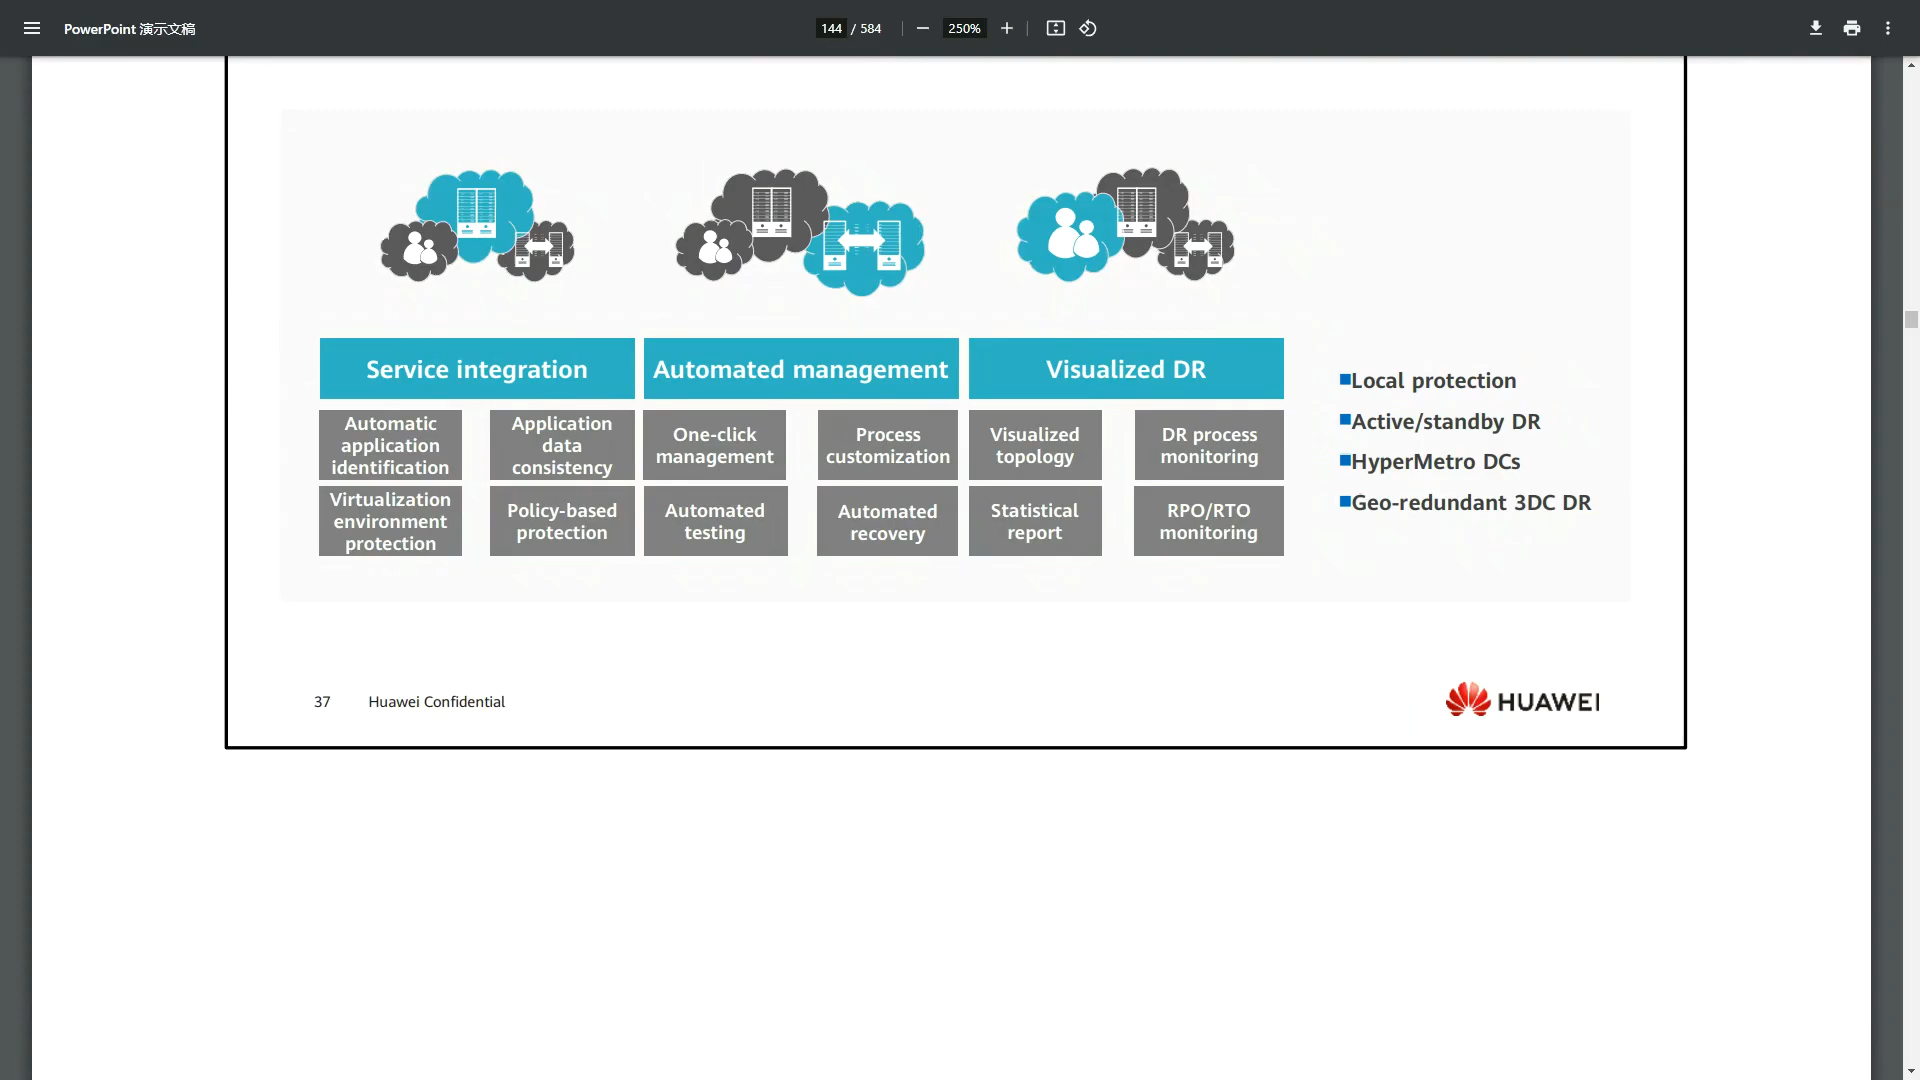 PowerPoint 演示文稿
144 / 584
250%
Service integration
Automated management
Visualized DR
Automatic
application
identification
Application
data
consistency
One-click
management
Process
customization
Visualized
topology
DR process
monitoring
Virtualization
environment
protection
Policy-based
protection
Automated
testing
Automated
recovery
Statistical
report
RPO/RTO
monitoring
Local protection
Active/standby DR
HyperMetro DCs
Geo-redundant 3DC DR
37 Huawei Confidential
HUAWEI